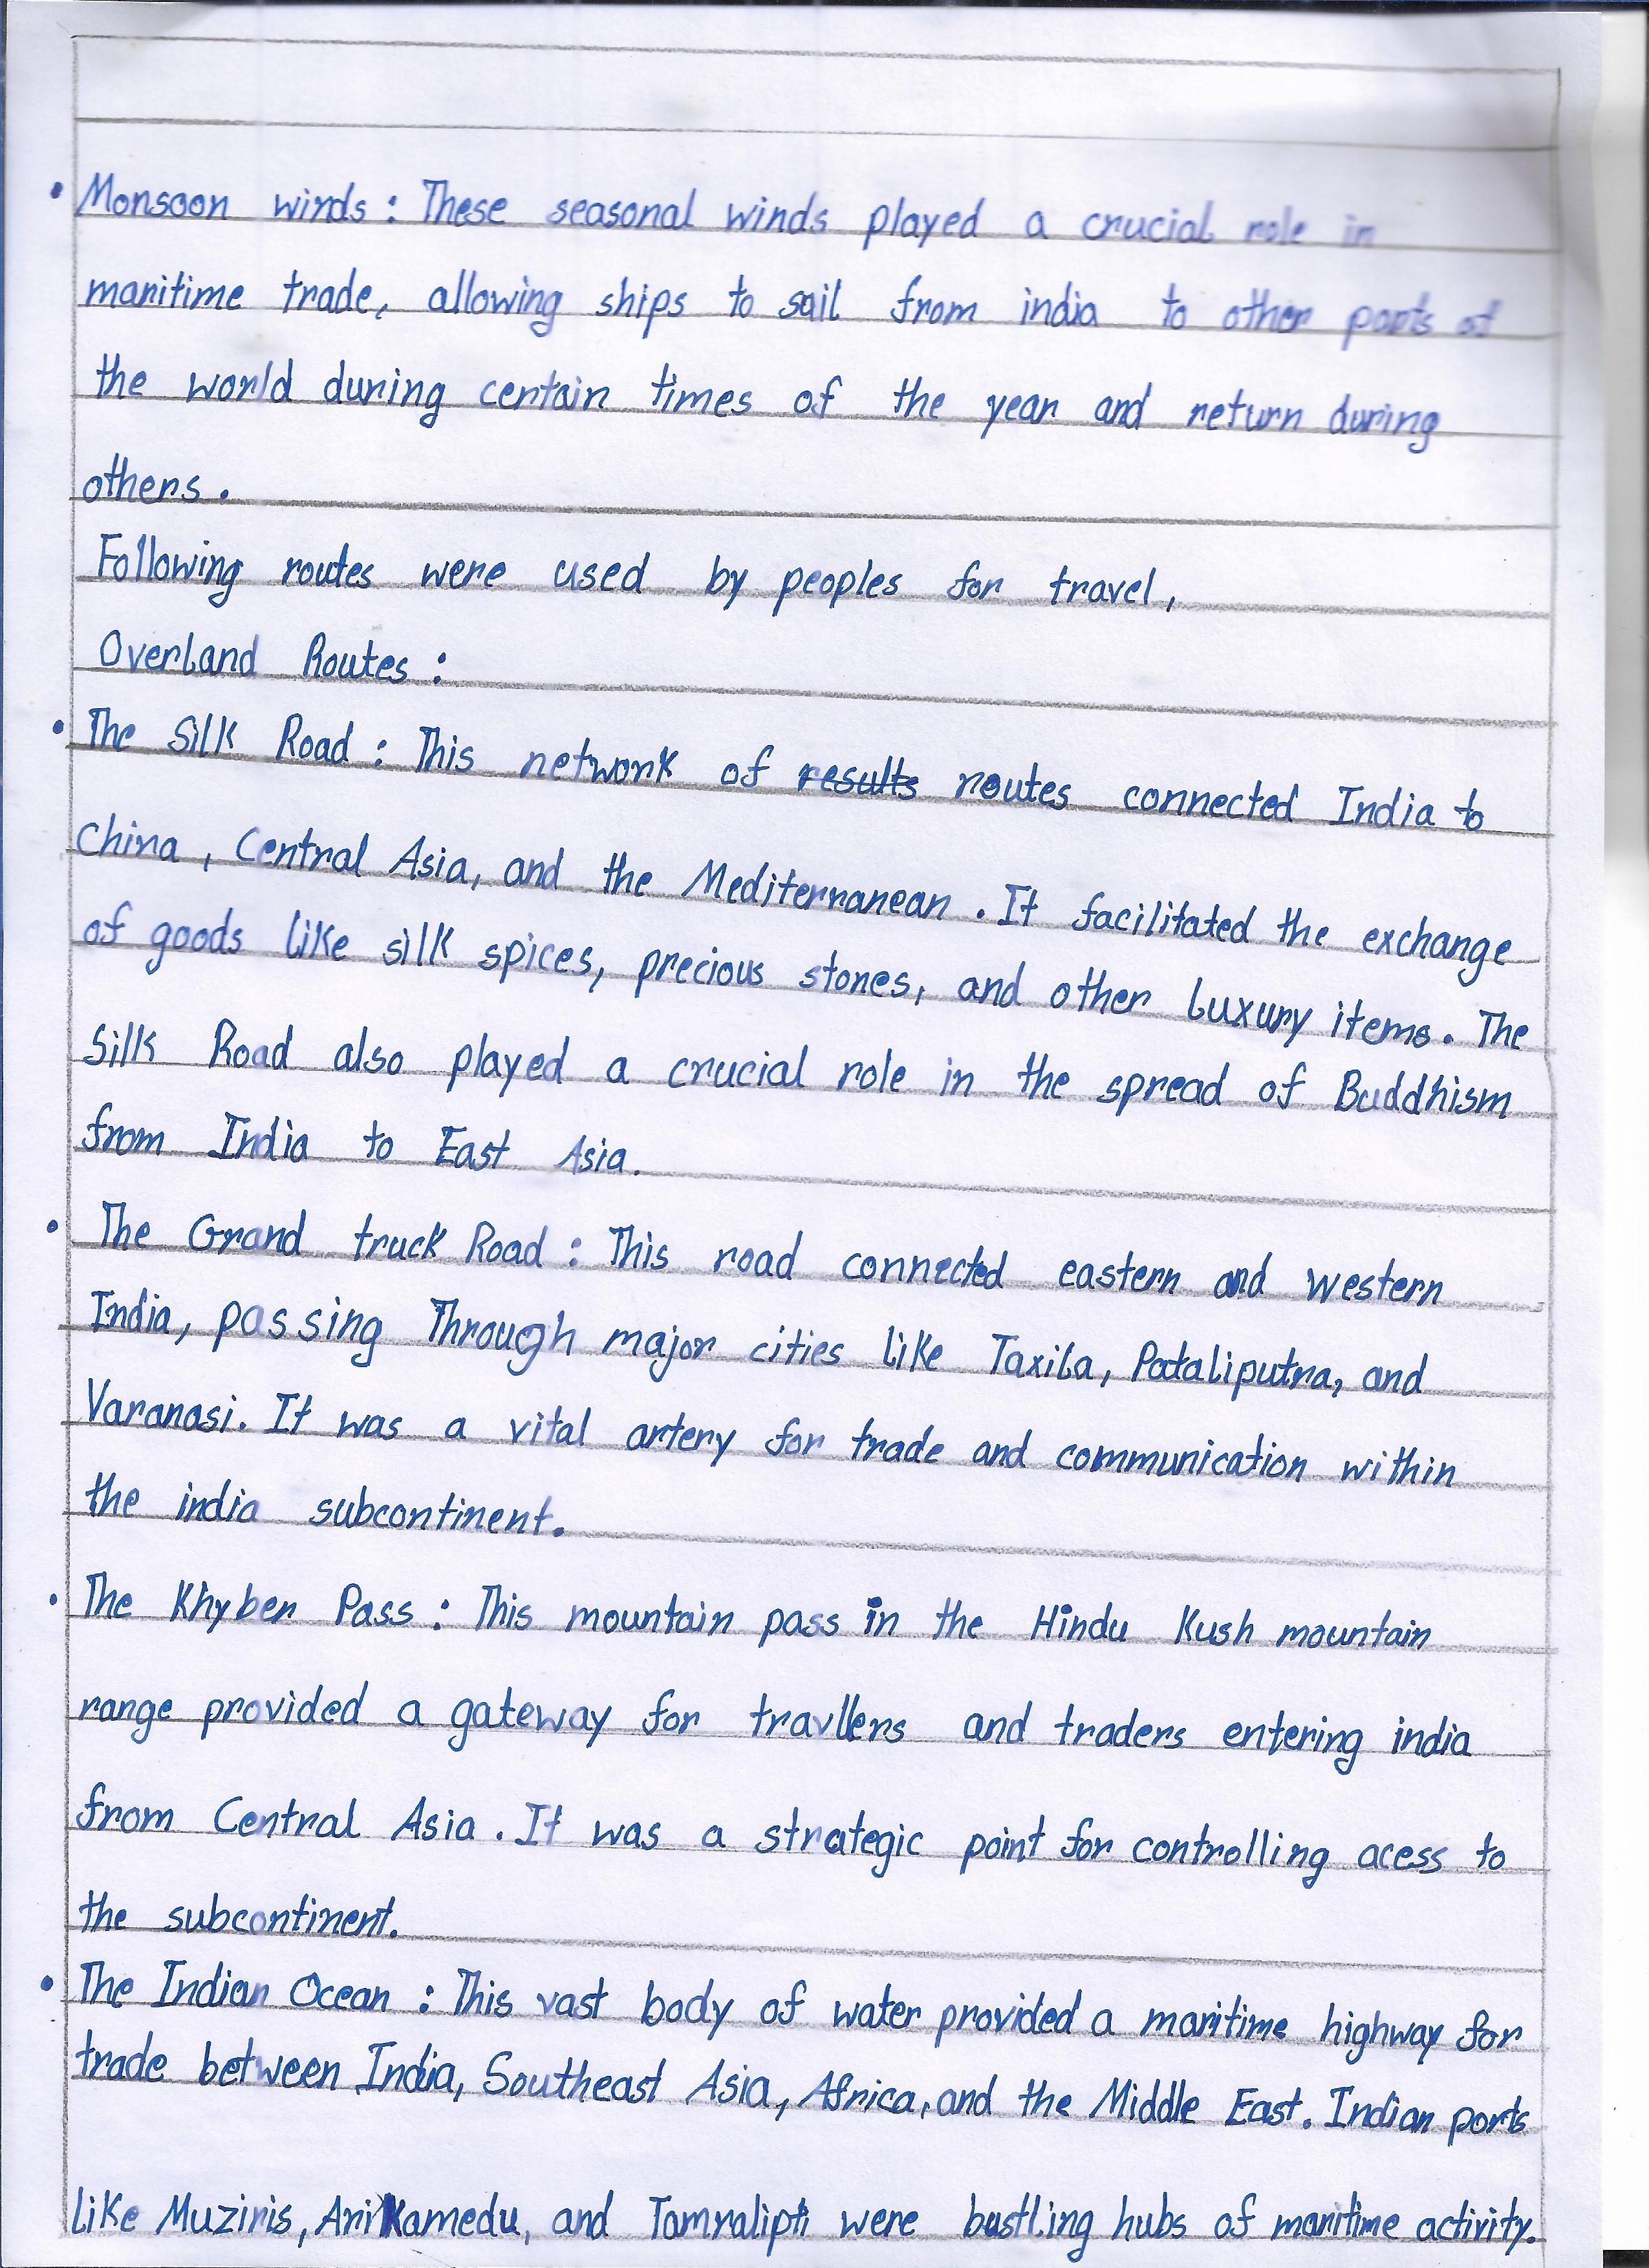 • Monsoon winds : These seasonal winds played a crucial role in
maritime trade, allowing ships to sail from india to other parts of
the world during certain times of the year and return during
others.
Following routes were used by peoples for travel,
Overland Routes :
• The Silk Road : This network of results routes connected India to
China, Central Asia, and the Mediterranean. It facilitated the exchange
of goods like silk spices, precious stones, and other luxury items. The
Silk Road also played a crucial role in the spread of Buddhism
from India to East Asia.
• The Grand truck Road : This road connected eastern and western
India, passing Through major cities like Taxila, Pataliputra, and
Varanasi. It was a vital artery for trade and communication within
the india subcontinent.
• The Khyber Pass : This mountain pass in the Hindu Kush mountain
range provided a gateway for travllers and traders entering india
from Central Asia. It was a strategic point for controlling acess to
the subcontinent.
• The Indian Ocean : This vast body of water provided a maritime highway for
trade between India, Southeast Asia, Africa, and the Middle East. Indian ports
like Muziris, Arikamedu, and Tamralipti were bustling hubs of maritime activity.